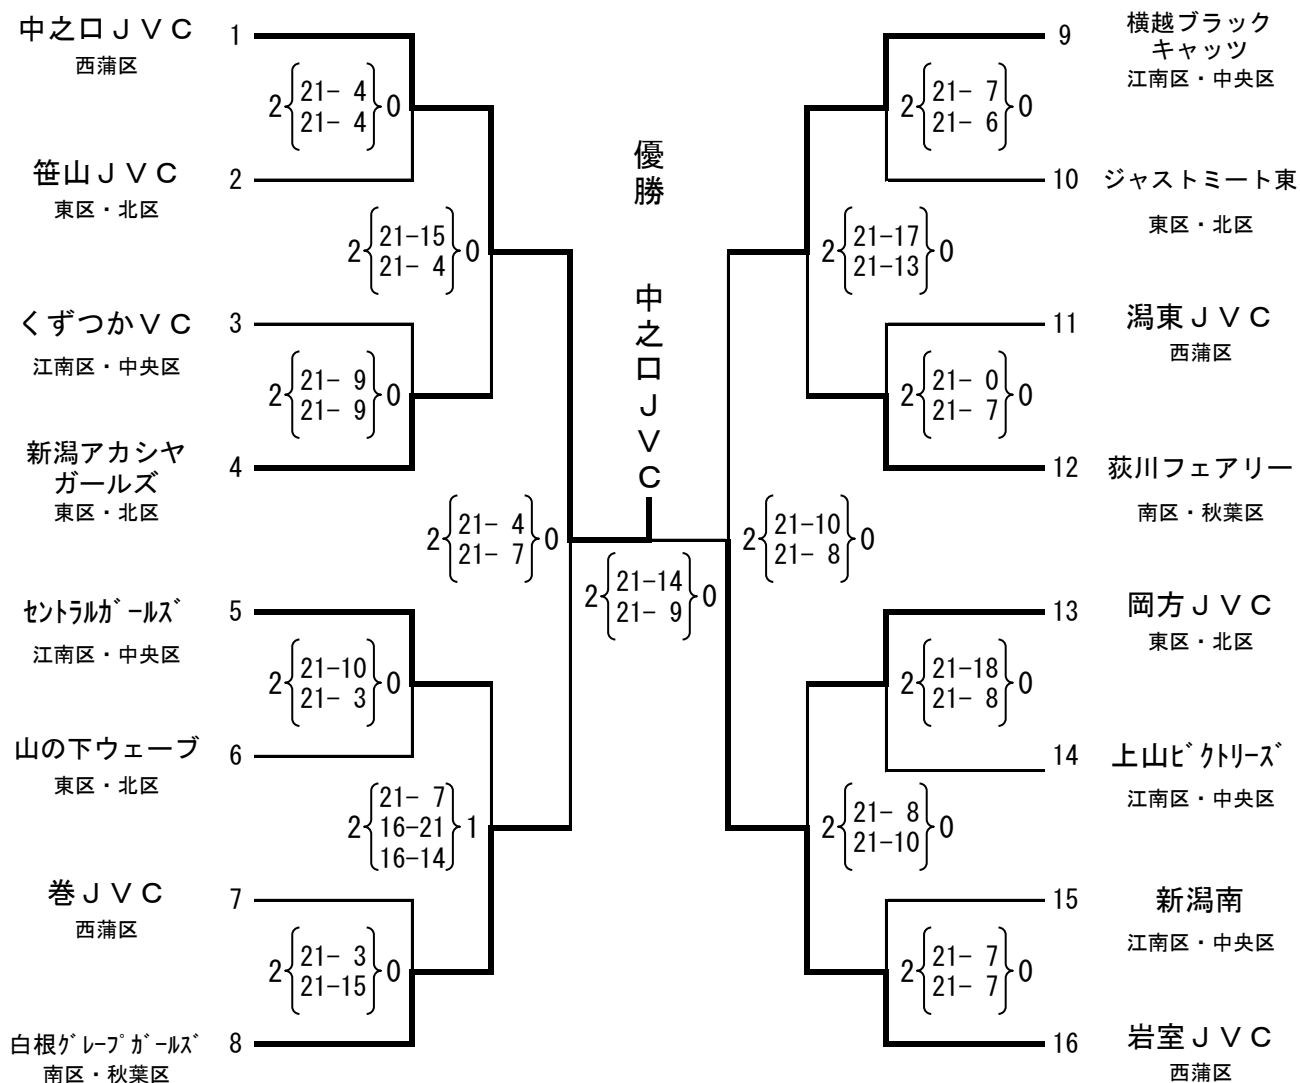 中之口ＪＶＣ 1
西蒲区
2 21- 4 0
21- 4
笹山ＪＶＣ 2
東区・北区
2 21-15 0
21- 4
くずつかＶＣ 3
江南区・中央区
2 21- 9 0
21- 9
新潟アカシヤ
ガールズ 4
東区・北区
2 21- 4 0
21- 7
ｾﾝﾄﾗﾙｶﾞｰﾙｽﾞ 5
江南区・中央区
2 21-10 0
21- 3
山の下ウェーブ 6
東区・北区
2 21- 7 1
16-21
16-14
巻ＪＶＣ 7
西蒲区
2 21- 3 0
21-15
白根ｸﾞﾚｰﾌﾟｶﾞｰﾙｽﾞ 8
南区・秋葉区
優勝 中之口ＪＶＣ
2 21-14 0
21- 9
9 横越ブラック
キャッツ
江南区・中央区
2 21- 7 0
21- 6
10 ジャストミート東
東区・北区
2 21-17 0
21-13
11 潟東ＪＶＣ
西蒲区
2 21- 0 0
21- 7
12 荻川フェアリー
南区・秋葉区
2 21-10 0
21- 8
13 岡方ＪＶＣ
東区・北区
2 21-18 0
21- 8
14 上山ﾋﾞｸﾄﾘｰｽﾞ
江南区・中央区
2 21- 8 0
21-10
15 新潟南
江南区・中央区
2 21- 7 0
21- 7
16 岩室ＪＶＣ
西蒲区